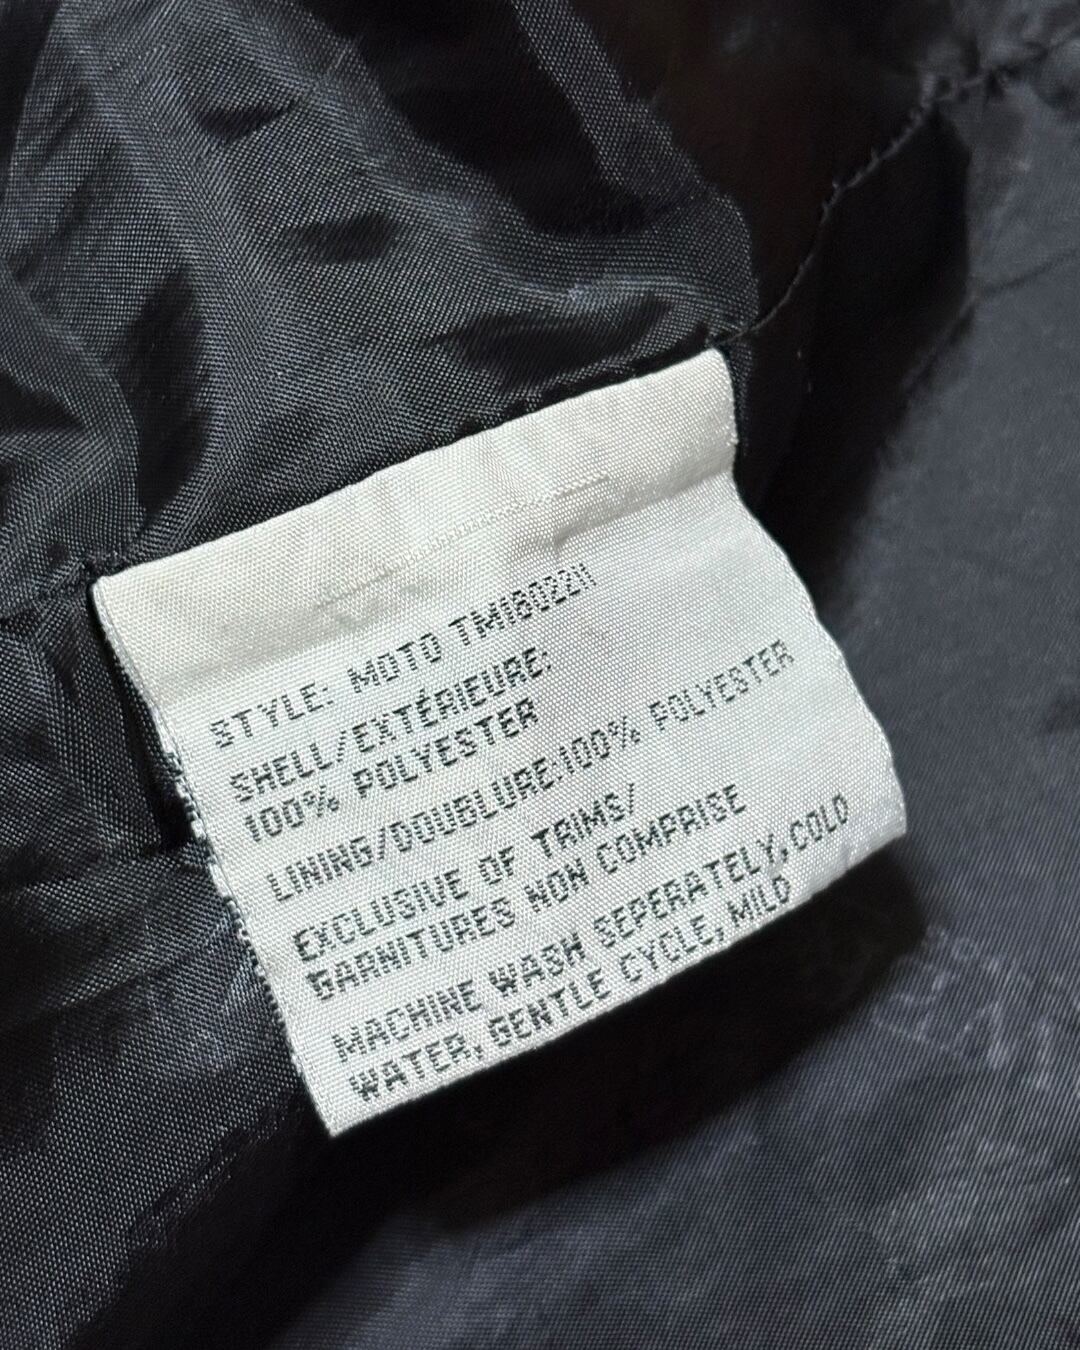 STYLE: MOTO TM1602211
SHELL/EXTÉRIEURE:
100% POLYESTER
LINING/DOUBLURE:100% POLYESTER
EXCLUSIVE OF TRIMS/
GARNITURES NON COMPRISE
MACHINE WASH SEPERATELY, COLD
WATER, GENTLE CYCLE, MILD